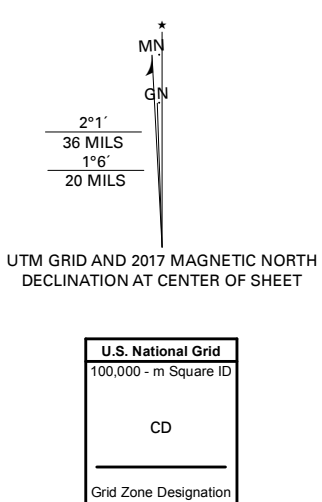 MN
GN
2°1´
36 MILS
1°6´
20 MILS
UTM GRID AND 2017 MAGNETIC NORTH
DECLINATION AT CENTER OF SHEET
U.S. National Grid
100,000 - m Square ID
CD
Grid Zone Designation